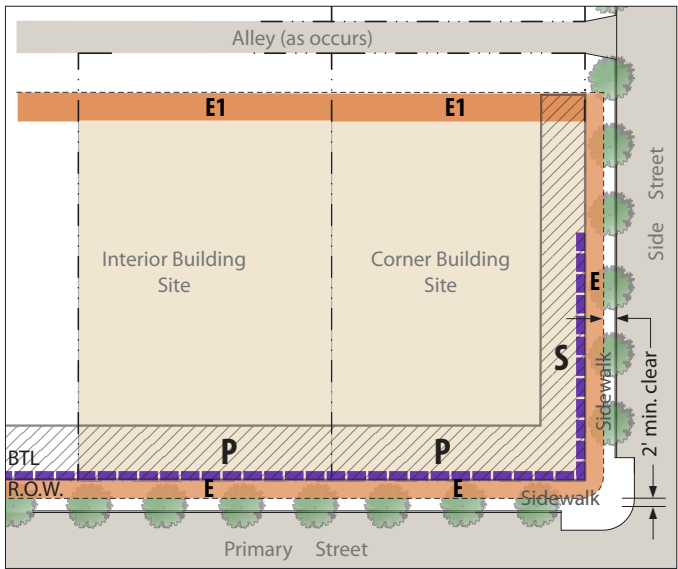 Alley (as occurs)
E1
E1
Side Street
Interior Building
Site
Corner Building
Site
E
S
Sidewalk
2' min. clear
P
P
BTL
R.O.W.
E
E
Sidewalk
Primary Street